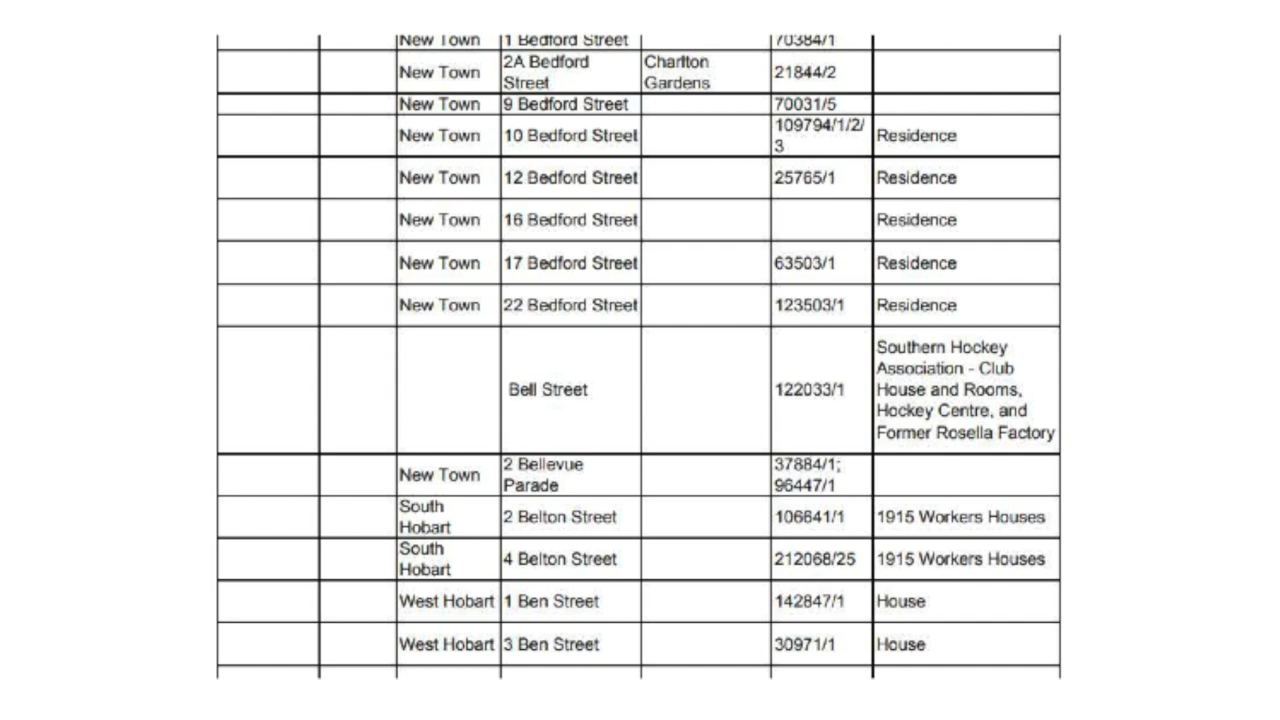 New Town 1 Bedford Street 70384/1
New Town 2A Bedford Street Charlton Gardens 21844/2
New Town 9 Bedford Street 70031/5
New Town 10 Bedford Street 109794/1/2/3 Residence
New Town 12 Bedford Street 25765/1 Residence
New Town 16 Bedford Street Residence
New Town 17 Bedford Street 63503/1 Residence
New Town 22 Bedford Street 123503/1 Residence
Bell Street 122033/1 Southern Hockey Association - Club House and Rooms, Hockey Centre, and Former Rosella Factory
New Town 2 Bellevue Parade 37884/1; 96447/1
South Hobart 2 Belton Street 106641/1 1915 Workers Houses
South Hobart 4 Belton Street 212068/25 1915 Workers Houses
West Hobart 1 Ben Street 142847/1 House
West Hobart 3 Ben Street 30971/1 House